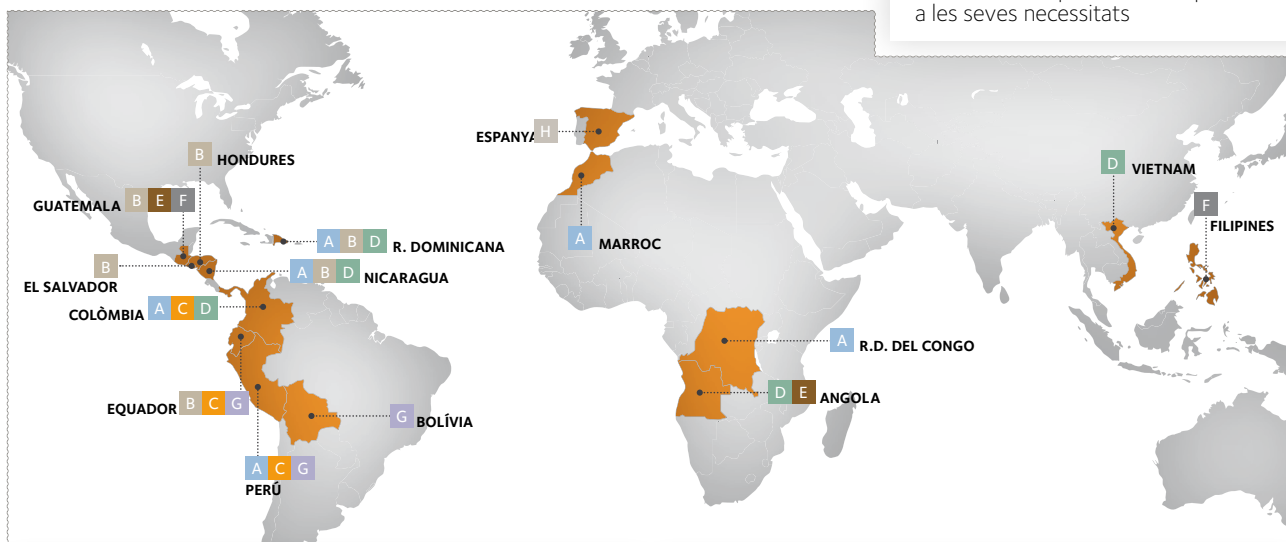 a les seves necessitats
ESPANYA H
B HONDURES
D VIETNAM
GUATEMALA B E F
F
FILIPINES
A B D R. DOMINICANA
A MARROC
B
EL SALVADOR
A B D NICARAGUA
COLÒMBIA A C D
A R.D. DEL CONGO
D E ANGOLA
EQUADOR B C G
G BOLÍVIA
A C G
PERÚ